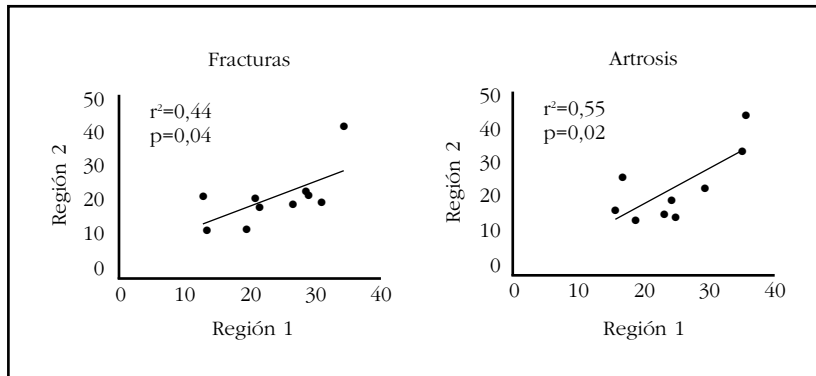 Fracturas
r²=0,44
p=0,04
50
40
30
20
10
0
Región 2
0 10 20 30 40
Región 1
Artrosis
r²=0,55
p=0,02
50
40
30
20
10
0
Región 2
0 10 20 30 40
Región 1